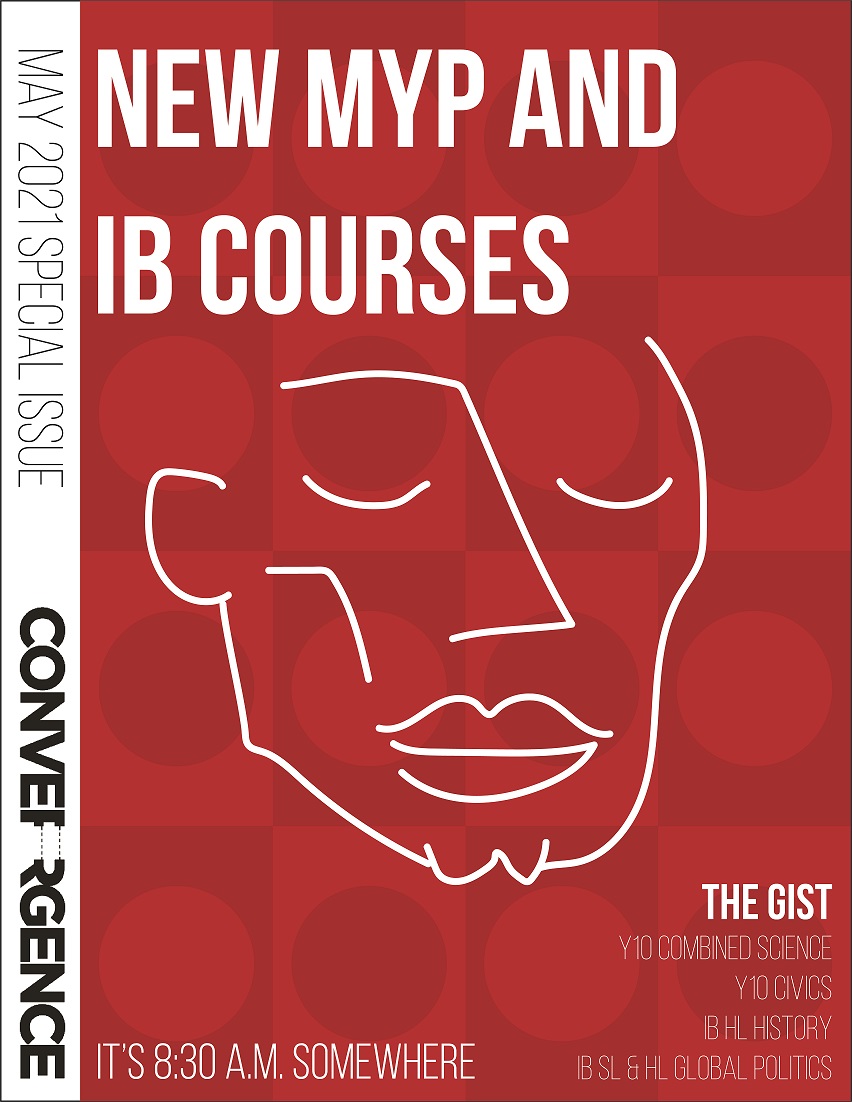 MAY 2021 SPECIAL ISSUE
CONVERGENCE
NEW MYP AND
IB COURSES
THE GIST
Y10 COMBINED SCIENCE
Y10 CIVICS
IB HL HISTORY
IB SL & HL GLOBAL POLITICS
IT'S 8:30 A.M. SOMEWHERE